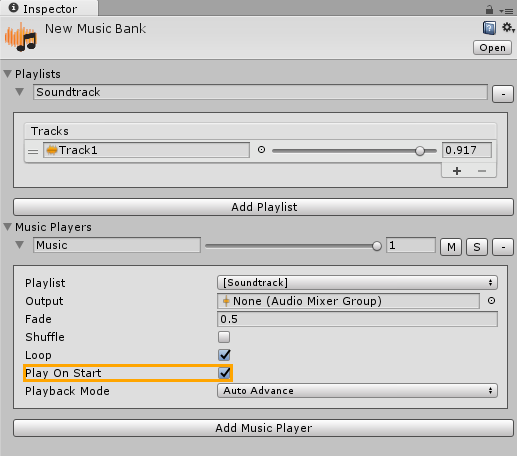 Inspector
New Music Bank
Open
Playlists
Soundtrack -
Tracks
Track1 0.917
+ -
Add Playlist
Music Players
Music 1 M S -
Playlist [Soundtrack]
Output None (Audio Mixer Group)
Fade 0.5
Shuffle
Loop
Play On Start
Playback Mode Auto Advance
Add Music Player